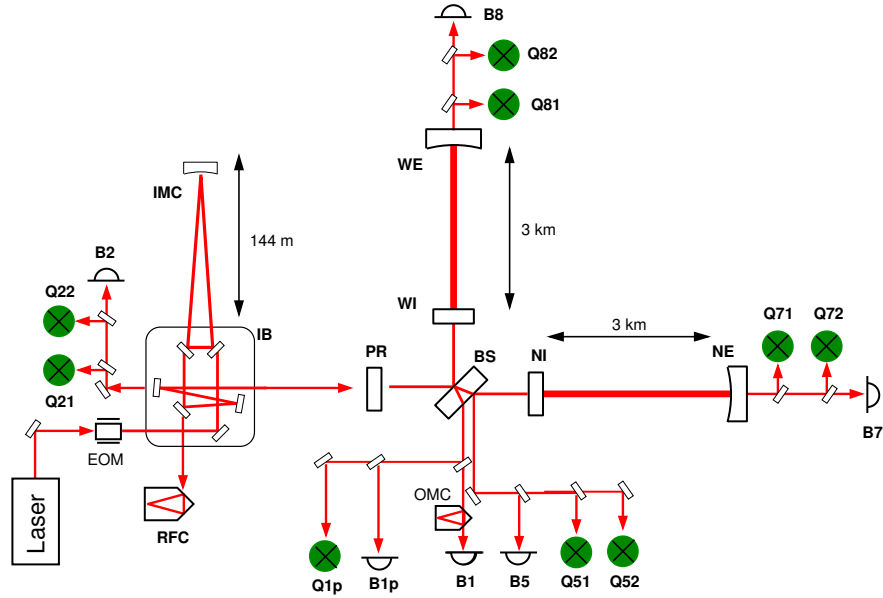 B8
Q82
Q81
WE
IMC
144 m
3 km
B2
Q22
WI
IB
Q71
Q72
3 km
PR
BS
NI
NE
Q21
B7
EOM
OMC
Laser
RFC
Q1p
B1p
B1
B5
Q51
Q52